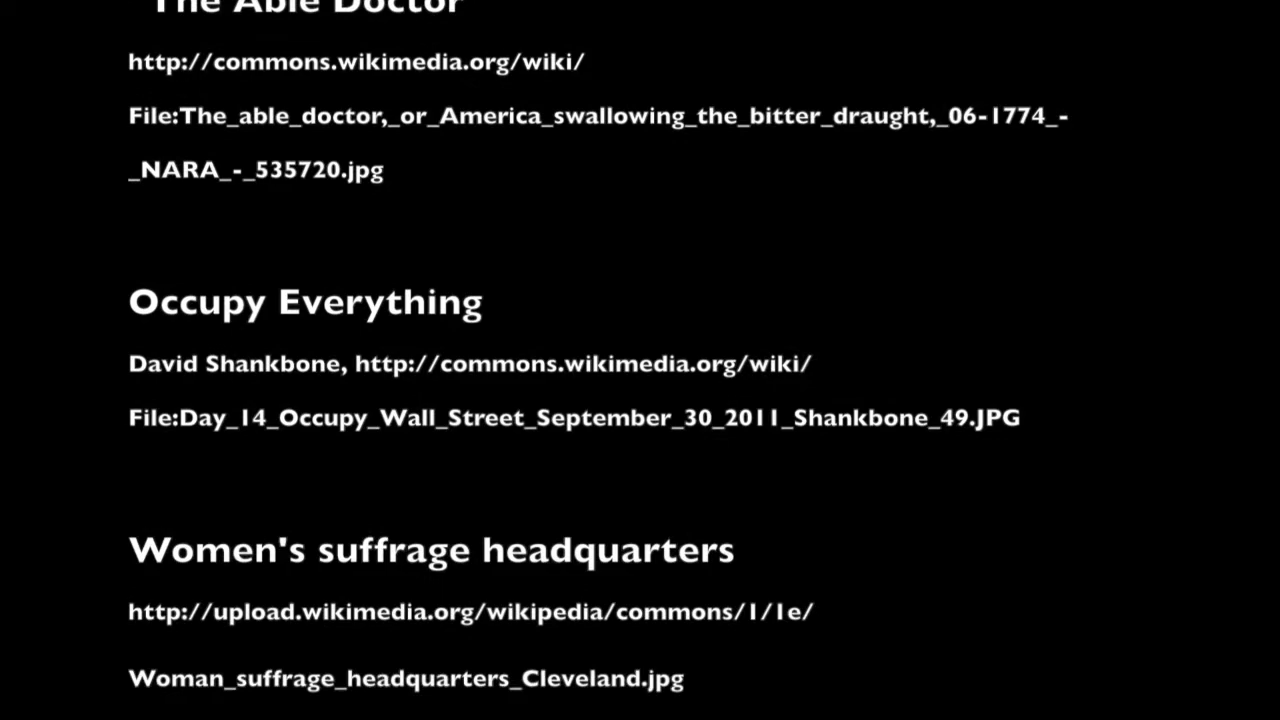 The Able Doctor
http://commons.wikimedia.org/wiki/
File:The_able_doctor,_or_America_swallowing_the_bitter_draught,_06-1774_-
_NARA_-_535720.jpg
Occupy Everything
David Shankbone, http://commons.wikimedia.org/wiki/
File:Day_14_Occupy_Wall_Street_September_30_2011_Shankbone_49.JPG
Women's suffrage headquarters
http://upload.wikimedia.org/wikipedia/commons/1/1e/
Woman_suffrage_headquarters_Cleveland.jpg